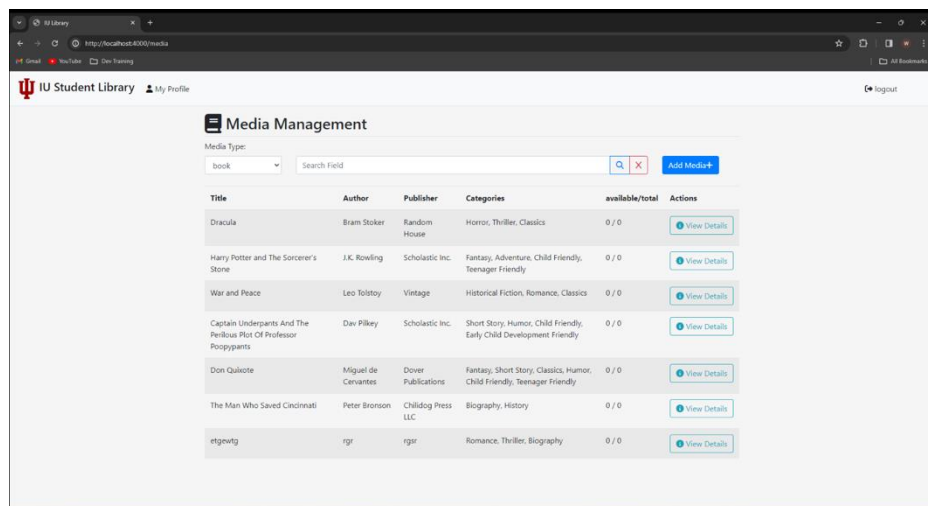 IU Library
http://localhost:4000/media
Gmail YouTube Dev Training All Bookmarks
IU Student Library My Profile logout
Media Management
Media Type:
book Search Field Add Media+
Title Author Publisher Categories available/total Actions
Dracula Bram Stoker Random Horror, Thriller, Classics 0 / 0 View Details
House
Harry Potter and The Sorcerer's J.K. Rowling Scholastic Inc. Fantasy, Adventure, Child Friendly, 0 / 0 View Details
Stone Teenager Friendly
War and Peace Leo Tolstoy Vintage Historical Fiction, Romance, Classics 0 / 0 View Details
Captain Underpants And The Dav Pilkey Scholastic Inc. Short Story, Humor, Child Friendly, 0 / 0 View Details
Perilous Plot Of Professor Early Child Development Friendly
Poopypants
Don Quixote Miguel de Dover Fantasy, Short Story, Classics, Humor, 0 / 0 View Details
Cervantes Publications Child Friendly, Teenager Friendly
The Man Who Saved Cincinnati Peter Bronson Chilidog Press Biography, History 0 / 0 View Details
LLC
etgewtg rgr rgsr Romance, Thriller, Biography 0 / 0 View Details